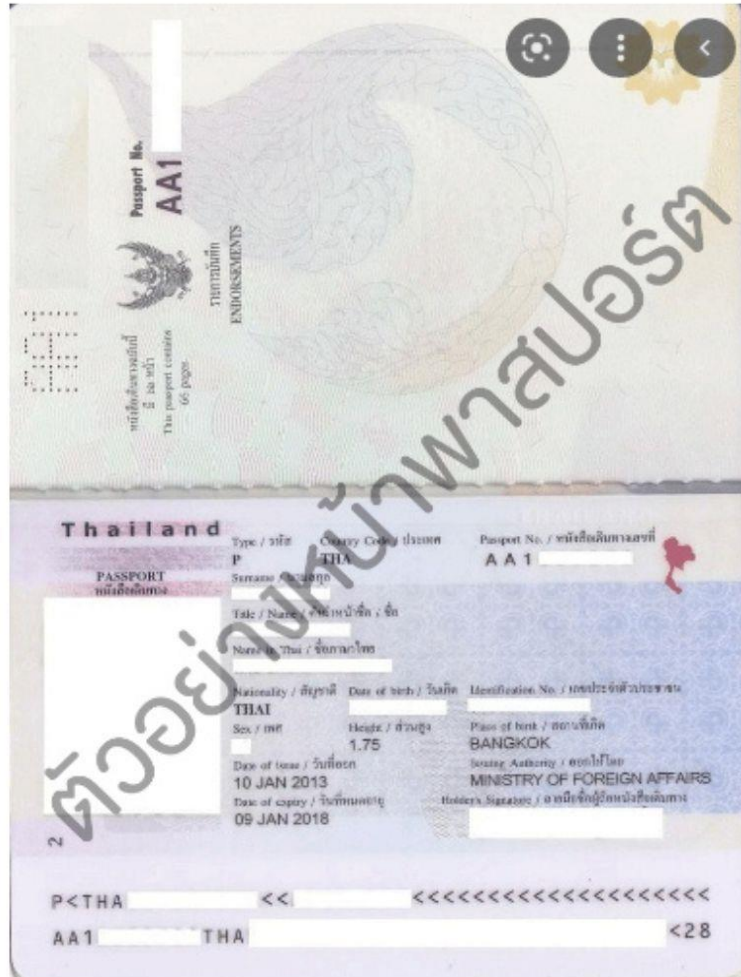 Passport No.
AA1
หนังสือเดินทางฉบับนี้
มี ๖๖ หน้า
This passport contains
66 pages
รายการบันทึก
ENDORSEMENTS
ตัวอย่างหน้าพาสปอร์ต
Thailand
PASSPORT
หนังสือเดินทาง
Type / รหัส Country Code / ประเทศ Passport No. / หนังสือเดินทางเลขที่
P THA AA1
Surname / นามสกุล
Title / Name / คำนำหน้าชื่อ / ชื่อ
Name in Thai / ชื่อภาษาไทย
Nationality / สัญชาติ Date of birth / วันเกิด Identification No. / เลขประจำตัวประชาชน
THAI
Sex / เพศ Height / ส่วนสูง Place of birth / สถานที่เกิด
1.75 BANGKOK
Date of issue / วันที่ออก Issuing Authority / ออกให้โดย
10 JAN 2013 MINISTRY OF FOREIGN AFFAIRS
Date of expiry / วันที่หมดอายุ Holder's Signature / ลายมือชื่อผู้ถือหนังสือเดินทาง
09 JAN 2018
2
P<THA << <<<<<<<<<<<<<<<<<<<<<
AA1 THA <28